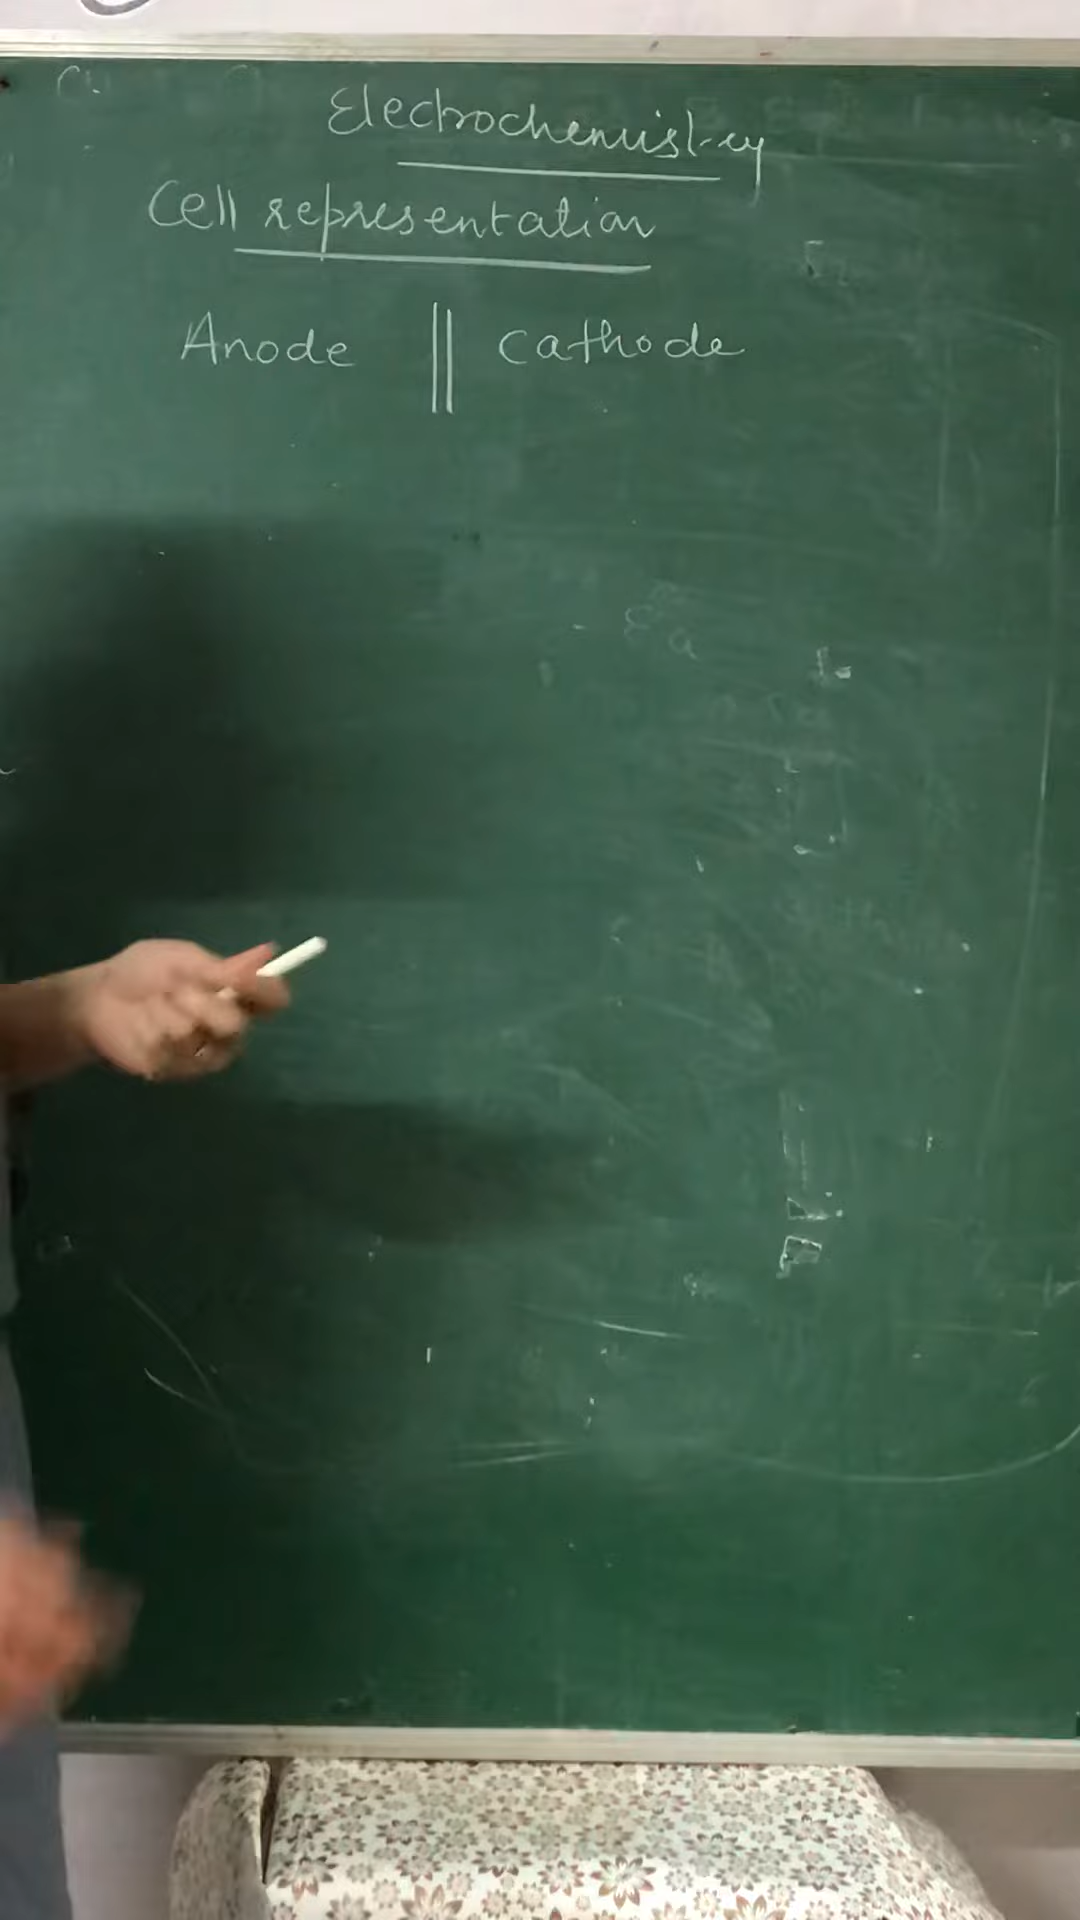 Electrochemistry
Cell representation
Anode || Cathode